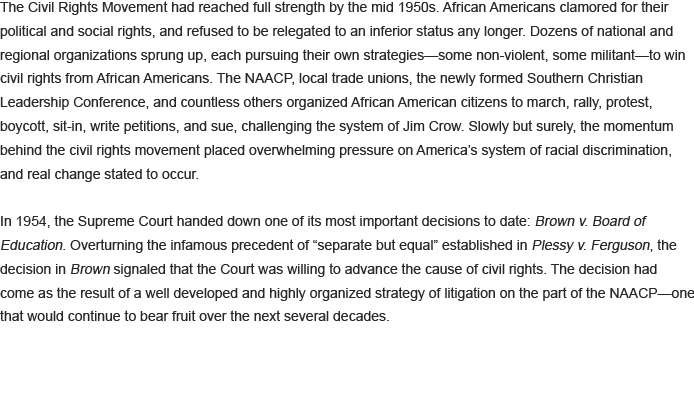 The Civil Rights Movement had reached full strength by the mid 1950s. African Americans clamored for their
political and social rights, and refused to be relegated to an inferior status any longer. Dozens of national and
regional organizations sprung up, each pursuing their own strategies—some non-violent, some militant—to win
civil rights from African Americans. The NAACP, local trade unions, the newly formed Southern Christian
Leadership Conference, and countless others organized African American citizens to march, rally, protest,
boycott, sit-in, write petitions, and sue, challenging the system of Jim Crow. Slowly but surely, the momentum
behind the civil rights movement placed overwhelming pressure on America’s system of racial discrimination,
and real change stated to occur.
In 1954, the Supreme Court handed down one of its most important decisions to date: Brown v. Board of
Education. Overturning the infamous precedent of “separate but equal” established in Plessy v. Ferguson, the
decision in Brown signaled that the Court was willing to advance the cause of civil rights. The decision had
come as the result of a well developed and highly organized strategy of litigation on the part of the NAACP—one
that would continue to bear fruit over the next several decades.